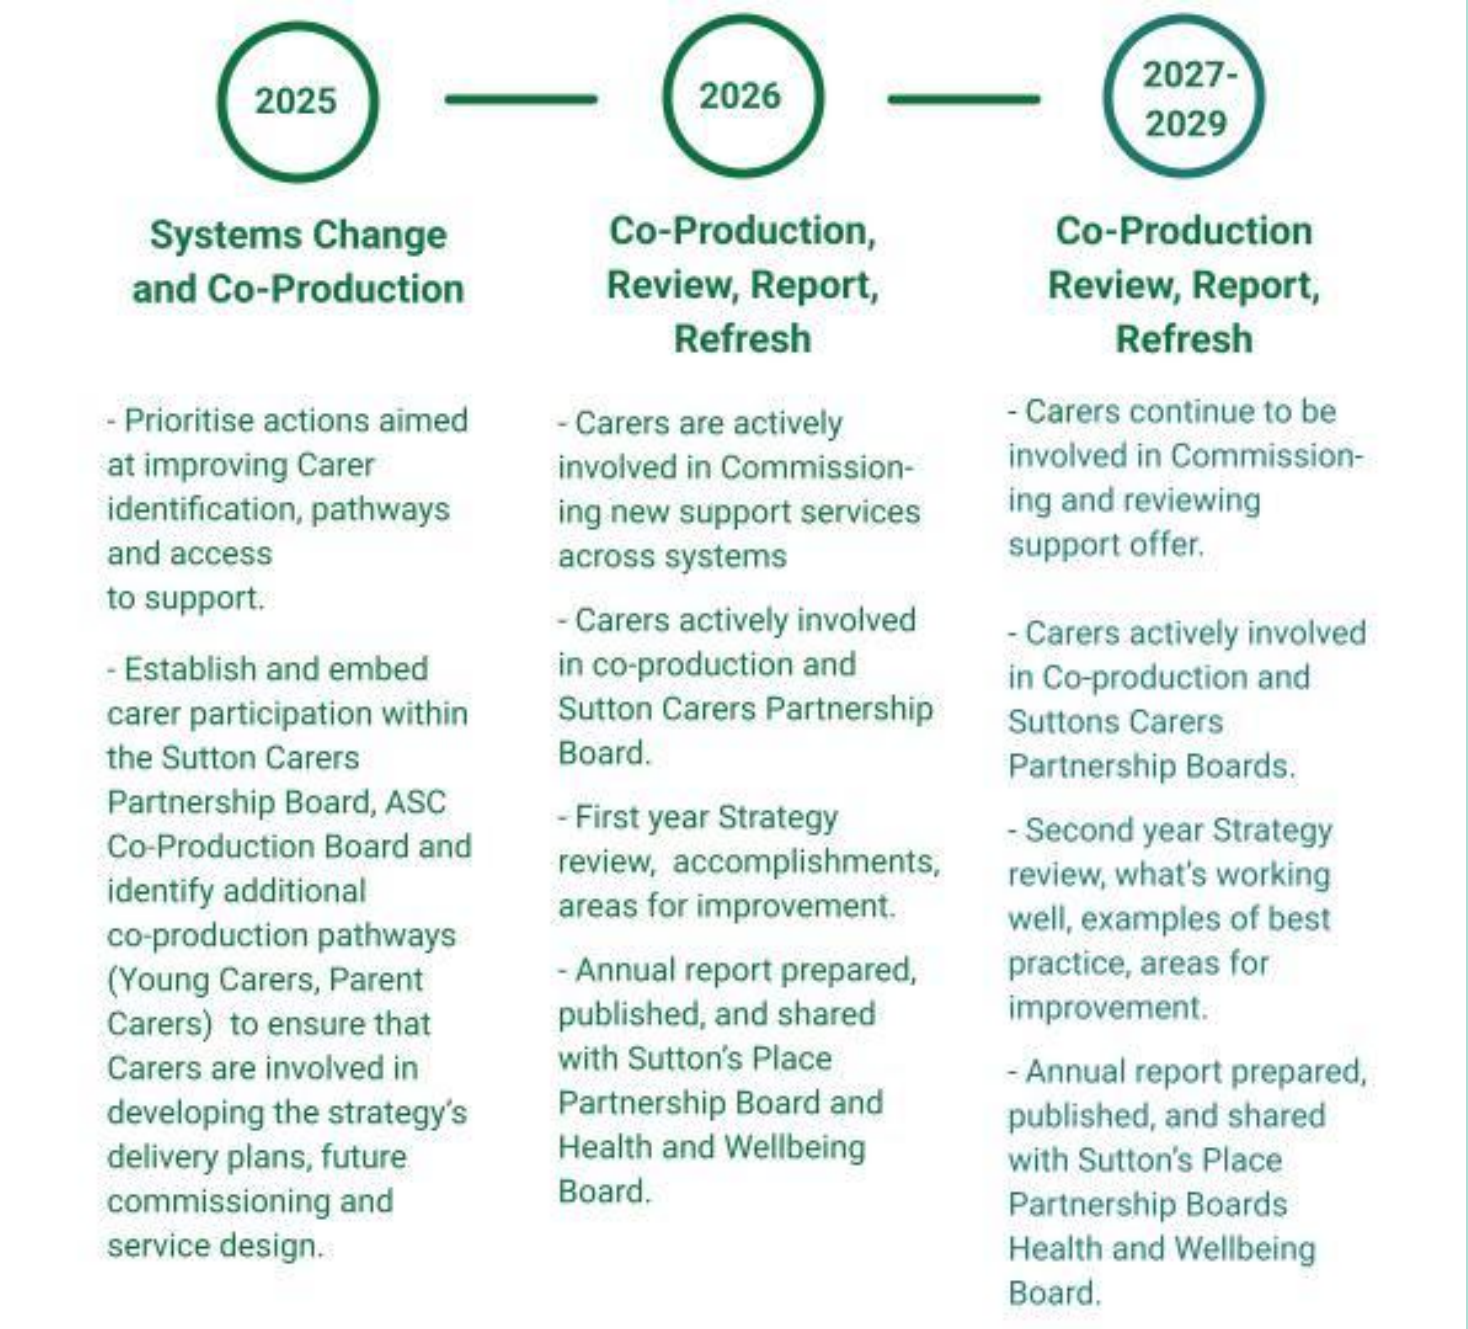 2025
Systems Change
and Co-Production
- Prioritise actions aimed
at improving Carer
identification, pathways
and access
to support.
- Establish and embed
carer participation within
the Sutton Carers
Partnership Board, ASC
Co-Production Board and
identify additional
co-production pathways
(Young Carers, Parent
Carers)  to ensure that
Carers are involved in
developing the strategy's
delivery plans, future
commissioning and
service design.
2026
Co-Production,
Review, Report,
Refresh
- Carers are actively
involved in Commission-
ing new support services
across systems
- Carers actively involved
in co-production and
Sutton Carers Partnership
Board.
- First year Strategy
review,  accomplishments,
areas for improvement.
- Annual report prepared,
published, and shared
with Sutton's Place
Partnership Board and
Health and Wellbeing
Board.
2027-
2029
Co-Production
Review, Report,
Refresh
- Carers continue to be
involved in Commission-
ing and reviewing
support offer.
- Carers actively involved
in Co-production and
Suttons Carers
Partnership Boards.
- Second year Strategy
review, what's working
well, examples of best
practice, areas for
improvement.
- Annual report prepared,
published, and shared
with Sutton's Place
Partnership Boards
Health and Wellbeing
Board.